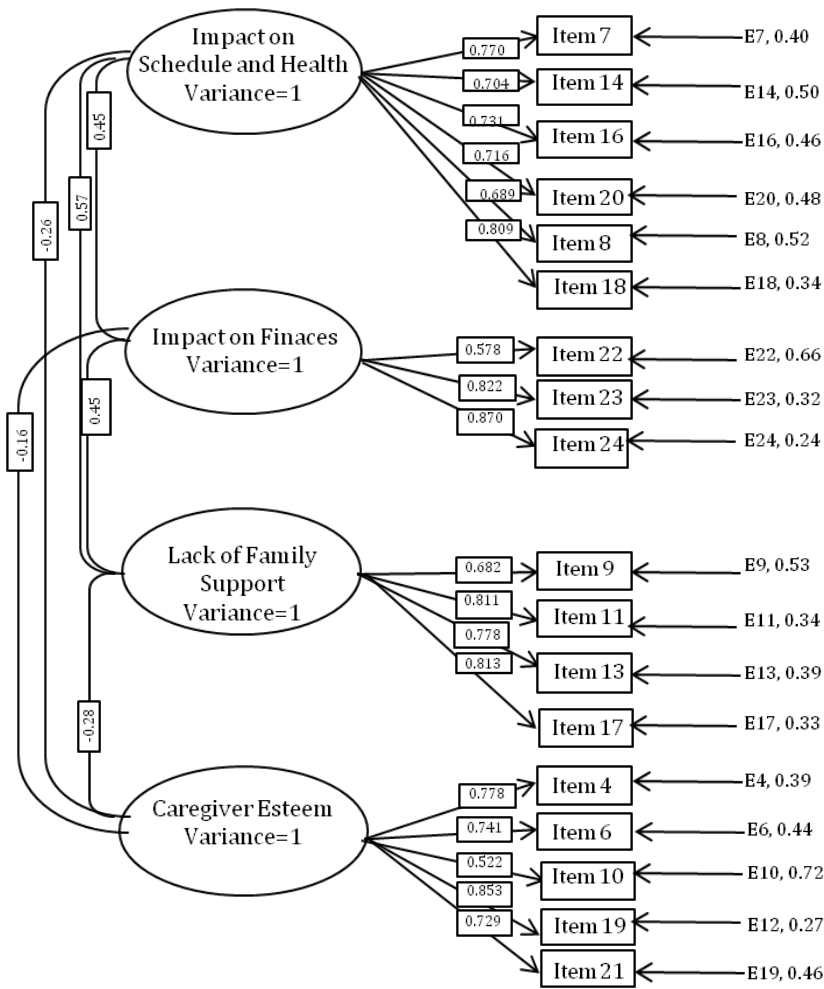 Impact on
Schedule and Health
Variance=1
0.770
0.704
0.731
0.716
0.689
0.809
Item 7
Item 14
Item 16
Item 20
Item 8
Item 18
E7, 0.40
E14, 0.50
E16, 0.46
E20, 0.48
E8, 0.52
E18, 0.34
0.45
0.57
-0.26
Impact on Finaces
Variance=1
0.578
0.822
0.870
Item 22
Item 23
Item 24
E22, 0.66
E23, 0.32
E24, 0.24
0.45
-0.16
Lack of Family
Support
Variance=1
0.682
0.811
0.778
0.813
Item 9
Item 11
Item 13
Item 17
E9, 0.53
E11, 0.34
E13, 0.39
E17, 0.33
-0.28
Caregiver Esteem
Variance=1
0.778
0.741
0.522
0.853
0.729
Item 4
Item 6
Item 10
Item 19
Item 21
E4, 0.39
E6, 0.44
E10, 0.72
E12, 0.27
E19, 0.46